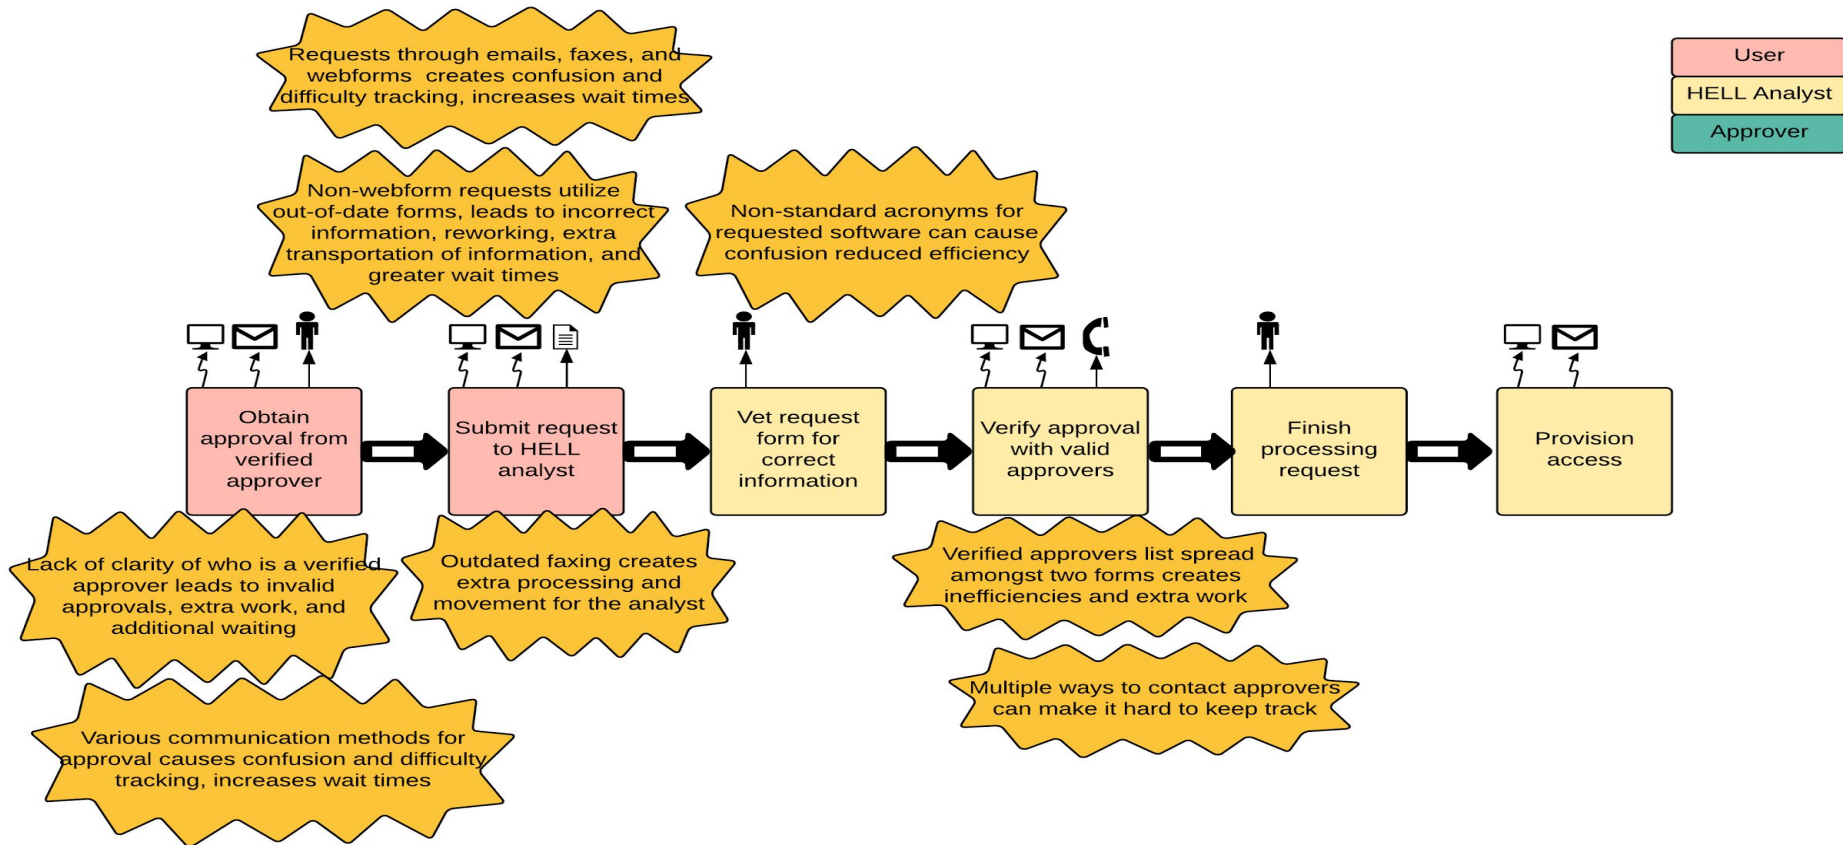 Requests through emails, faxes, and
webforms creates confusion and
difficulty tracking, increases wait times
User
HELL Analyst
Approver
Non-webform requests utilize
out-of-date forms, leads to incorrect
information, reworking, extra
transportation of information, and
greater wait times
Non-standard acronyms for
requested software can cause
confusion reduced efficiency
Obtain
approval from
verified
approver
Submit request
to HELL
analyst
Vet request
form for
correct
information
Verify approval
with valid
approvers
Finish
processing
request
Provision
access
Lack of clarity of who is a verified
approver leads to invalid
approvals, extra work, and
additional waiting
Outdated faxing creates
extra processing and
movement for the analyst
Verified approvers list spread
amongst two forms creates
inefficiencies and extra work
Various communication methods for
approval causes confusion and difficulty
tracking, increases wait times
Multiple ways to contact approvers
can make it hard to keep track